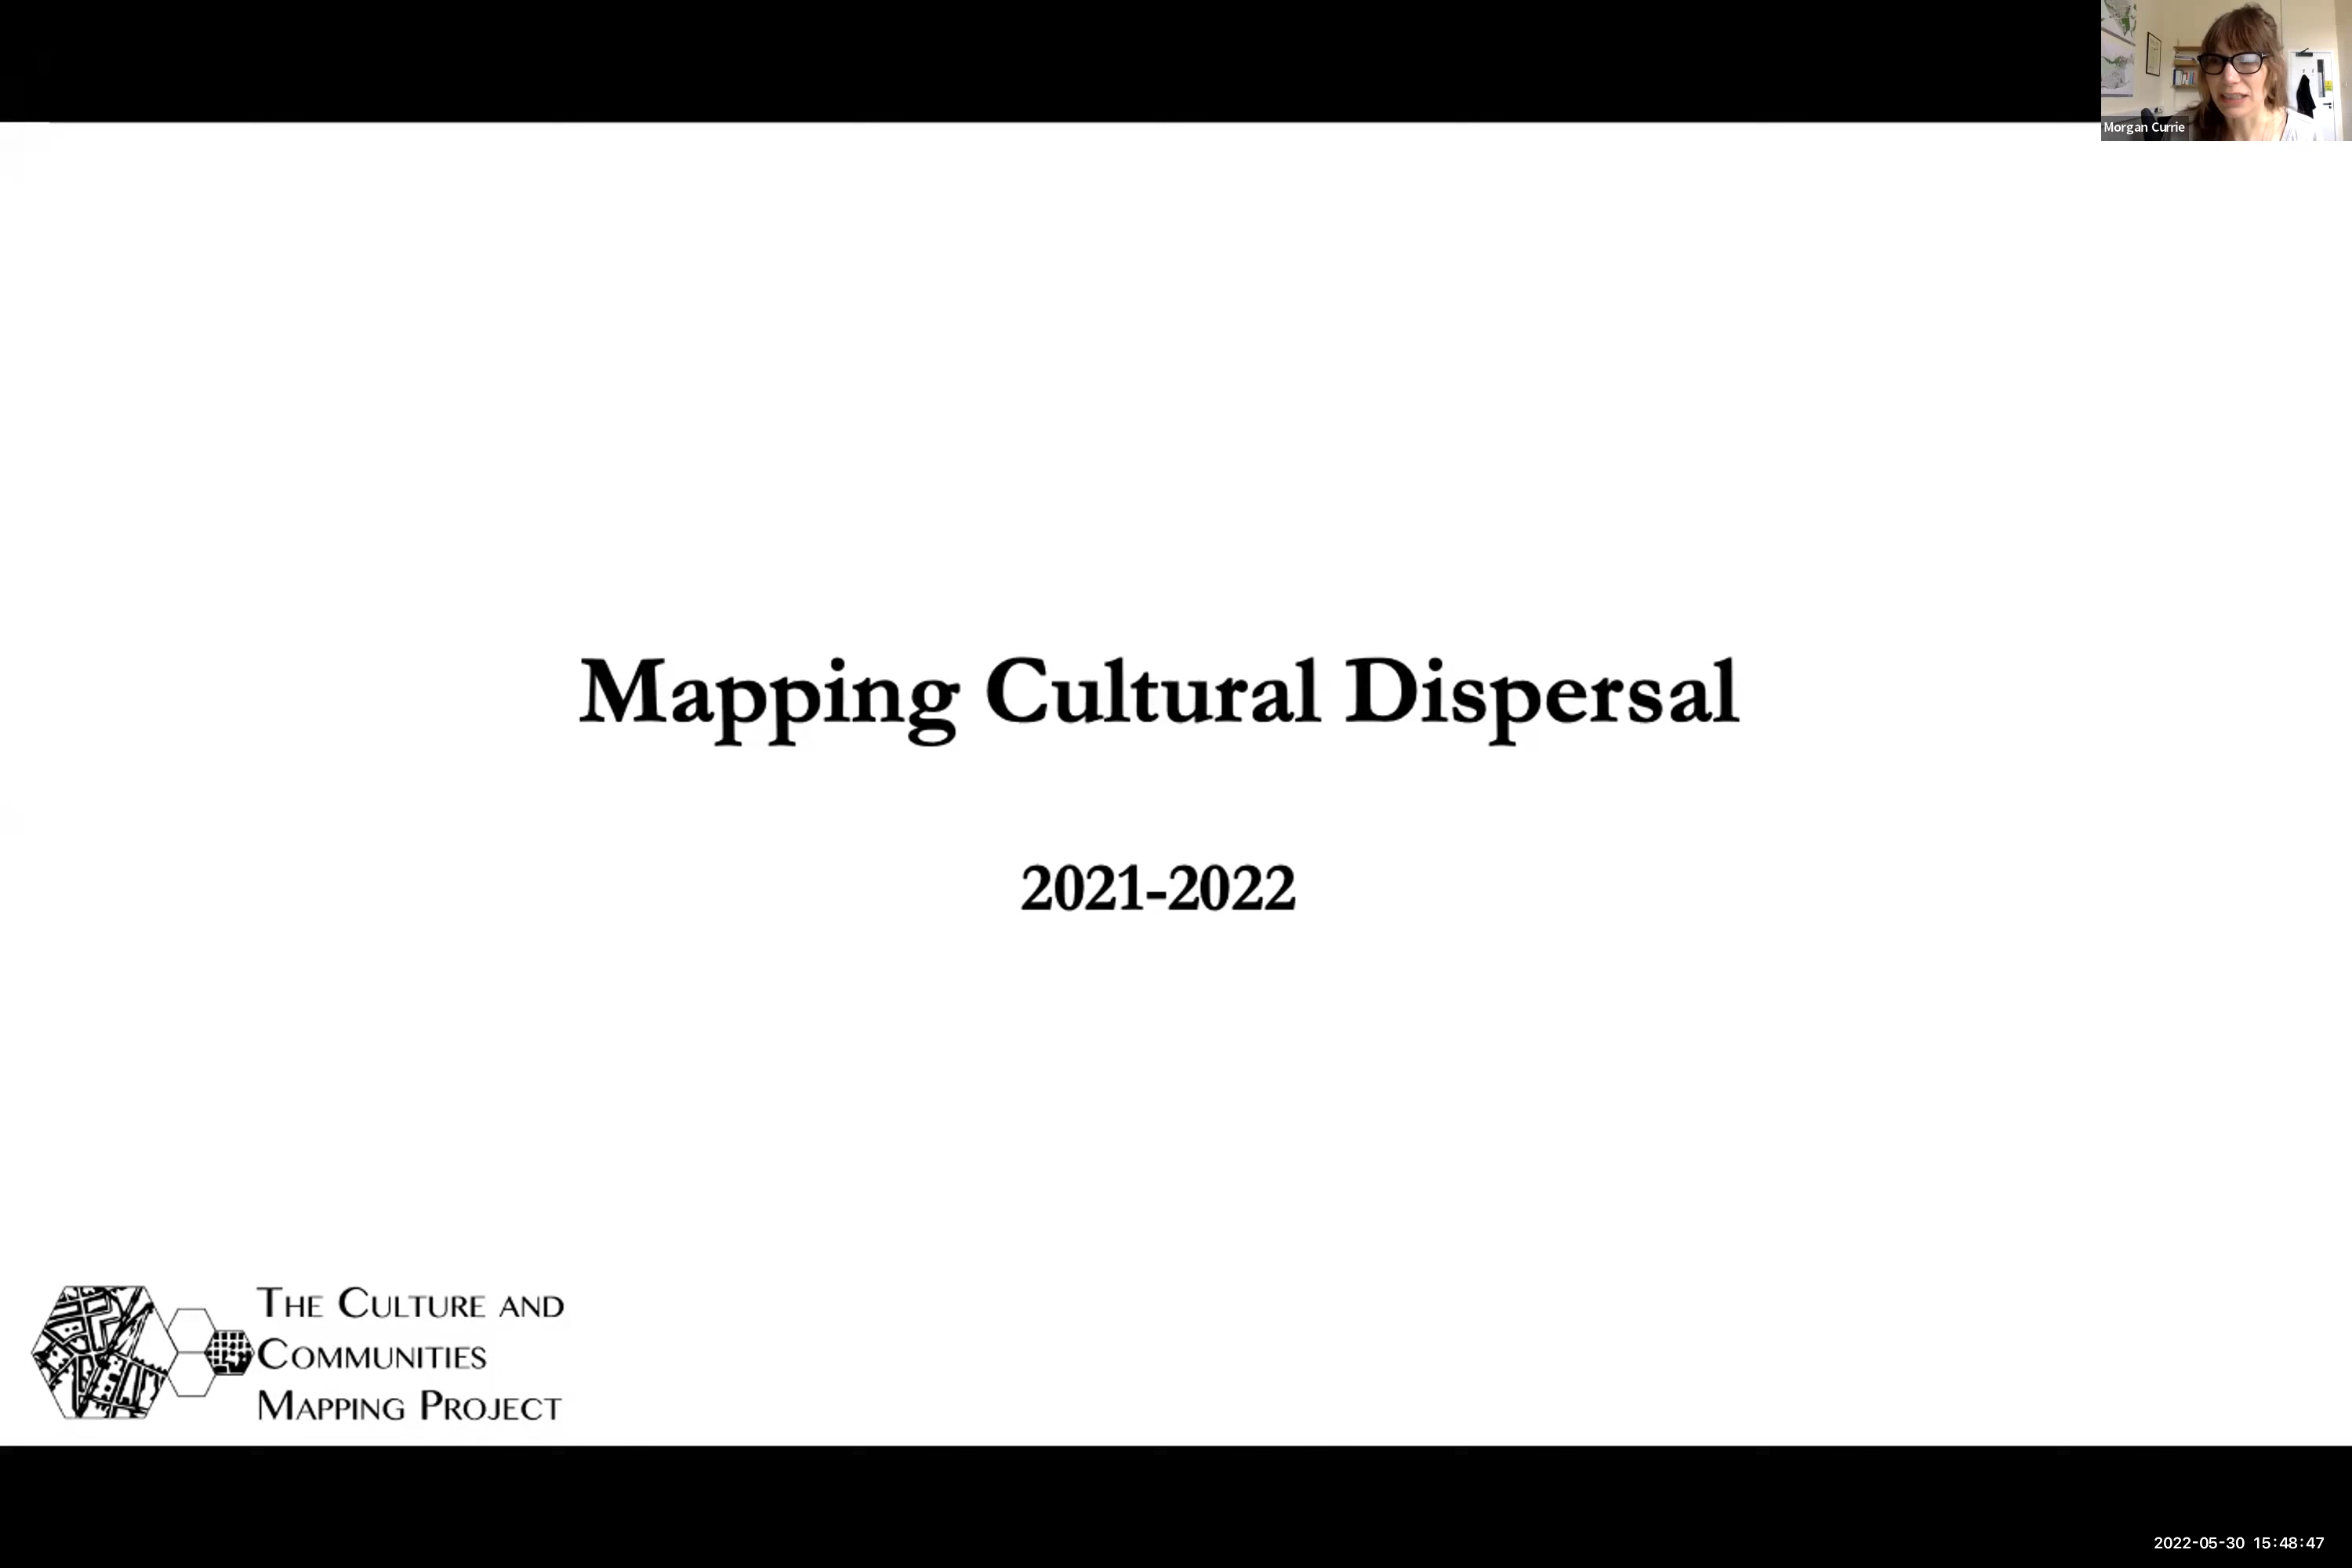 Morgan Currie
Mapping Cultural Dispersal
2021-2022
THE CULTURE AND
COMMUNITIES
MAPPING PROJECT
2022-05-30 15:48:47